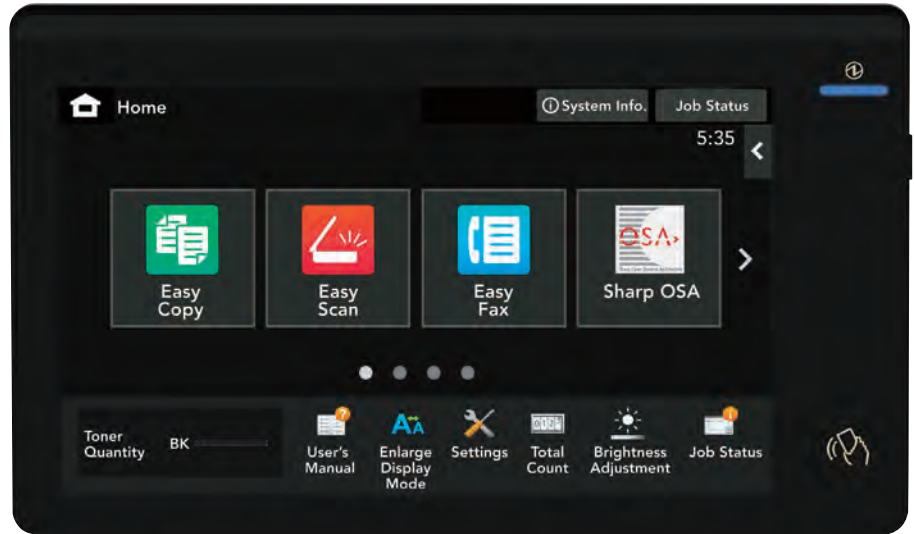 Home
System Info.
Job Status
5:35
Easy
Copy
Easy
Scan
Easy
Fax
OSA
Sharp OSA
Toner
Quantity
BK
User's
Manual
Enlarge
Display
Mode
Settings
Total
Count
Brightness
Adjustment
Job Status